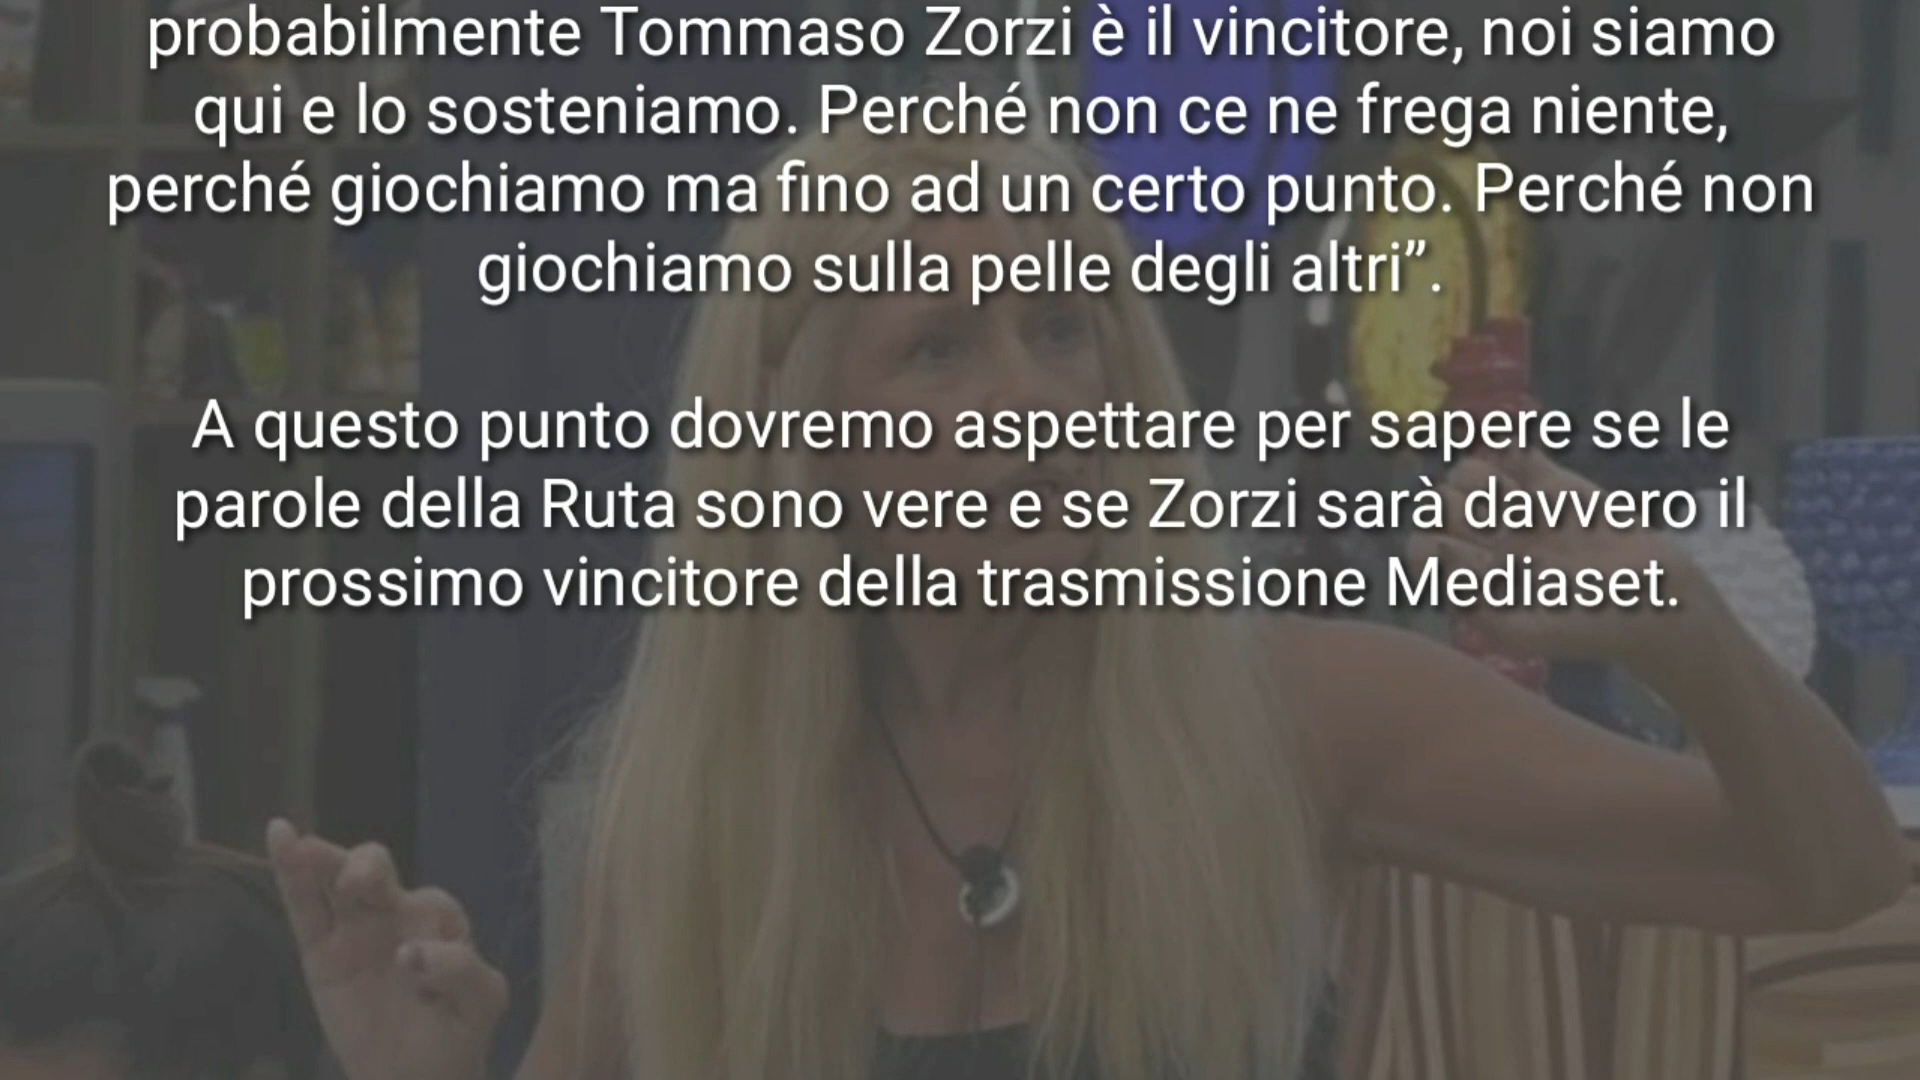 probabilmente Tommaso Zorzi è il vincitore, noi siamo
qui e lo sosteniamo. Perché non ce ne frega niente,
perché giochiamo ma fino ad un certo punto. Perché non
giochiamo sulla pelle degli altri”.
A questo punto dovremo aspettare per sapere se le
parole della Ruta sono vere e se Zorzi sarà davvero il
prossimo vincitore della trasmissione Mediaset.